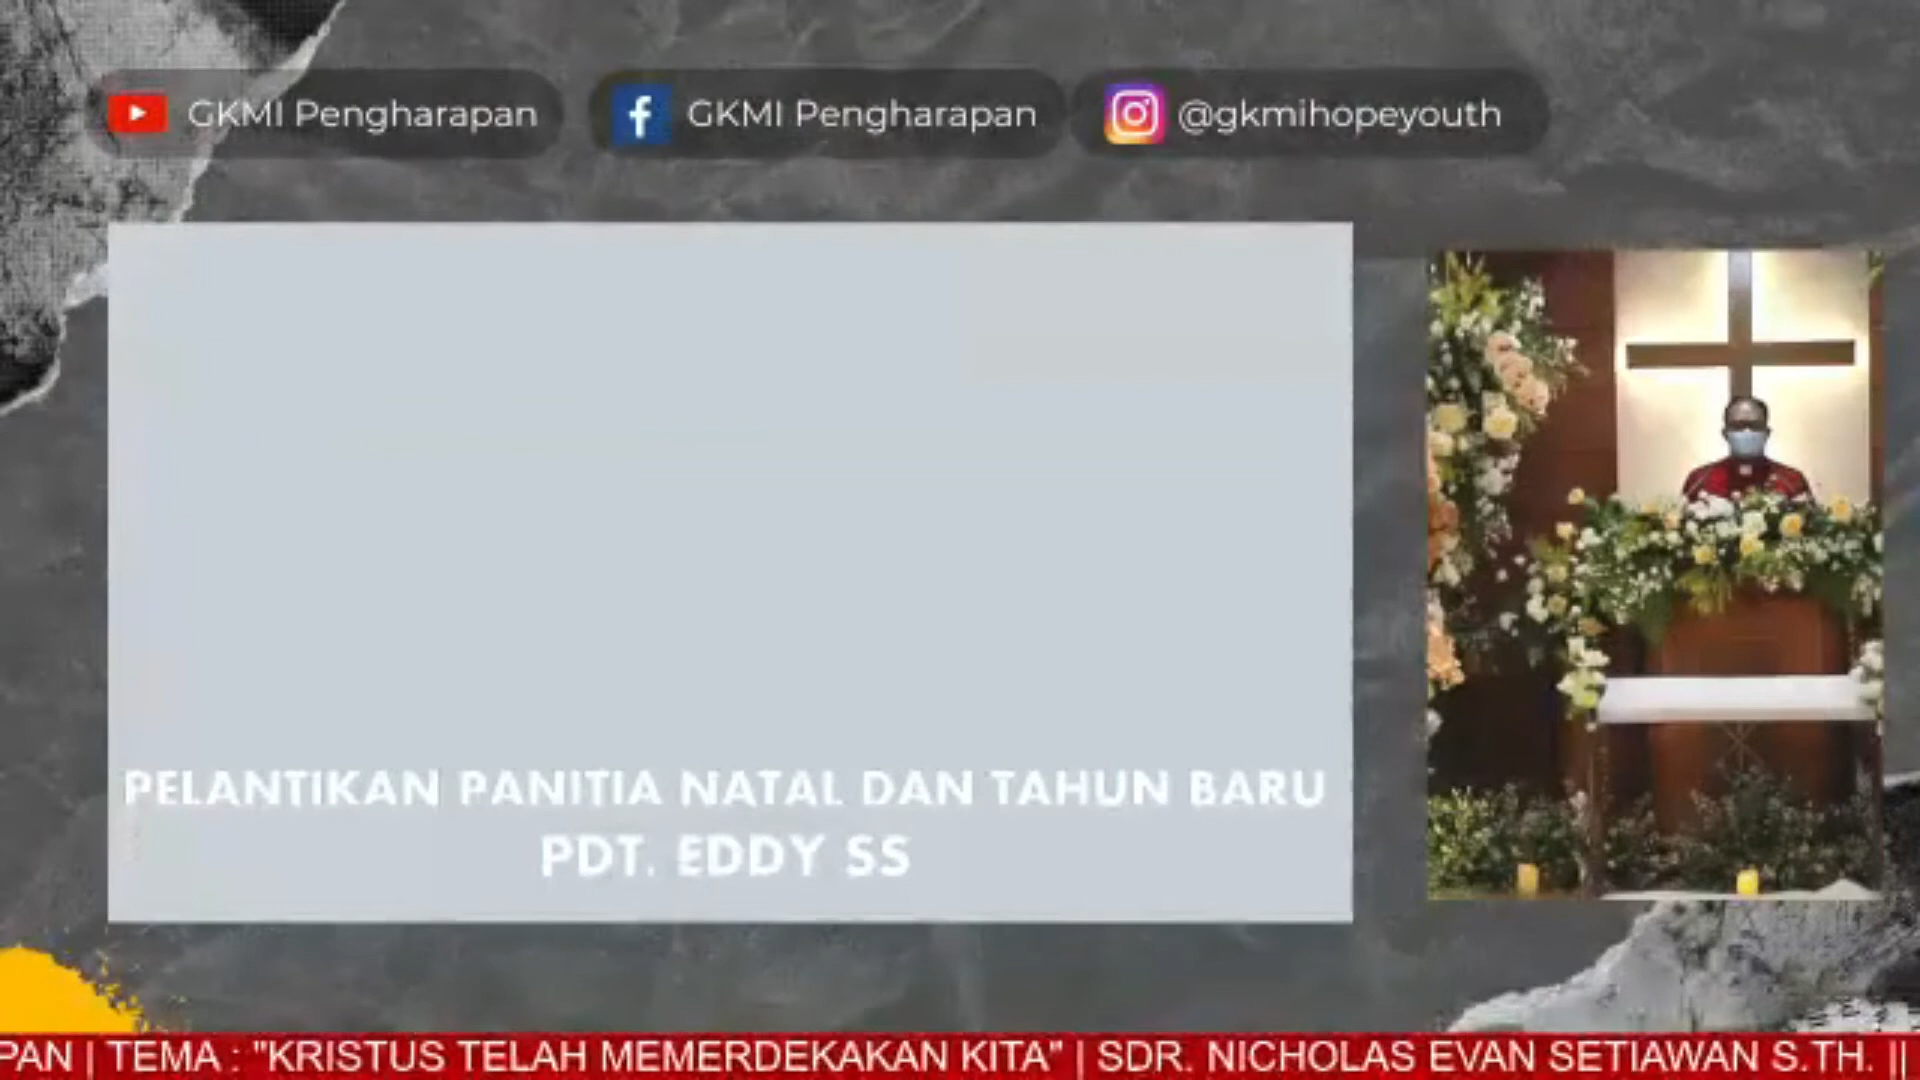 GKMI Pengharapan
GKMI Pengharapan
@gkmihopeyouth
PELANTIKAN PANITIA NATAL DAN TAHUN BARU
PDT. EDDY SS
PAN | TEMA : "KRISTUS TELAH MEMERDEKAKAN KITA" | SDR. NICHOLAS EVAN SETIAWAN S.TH. ||